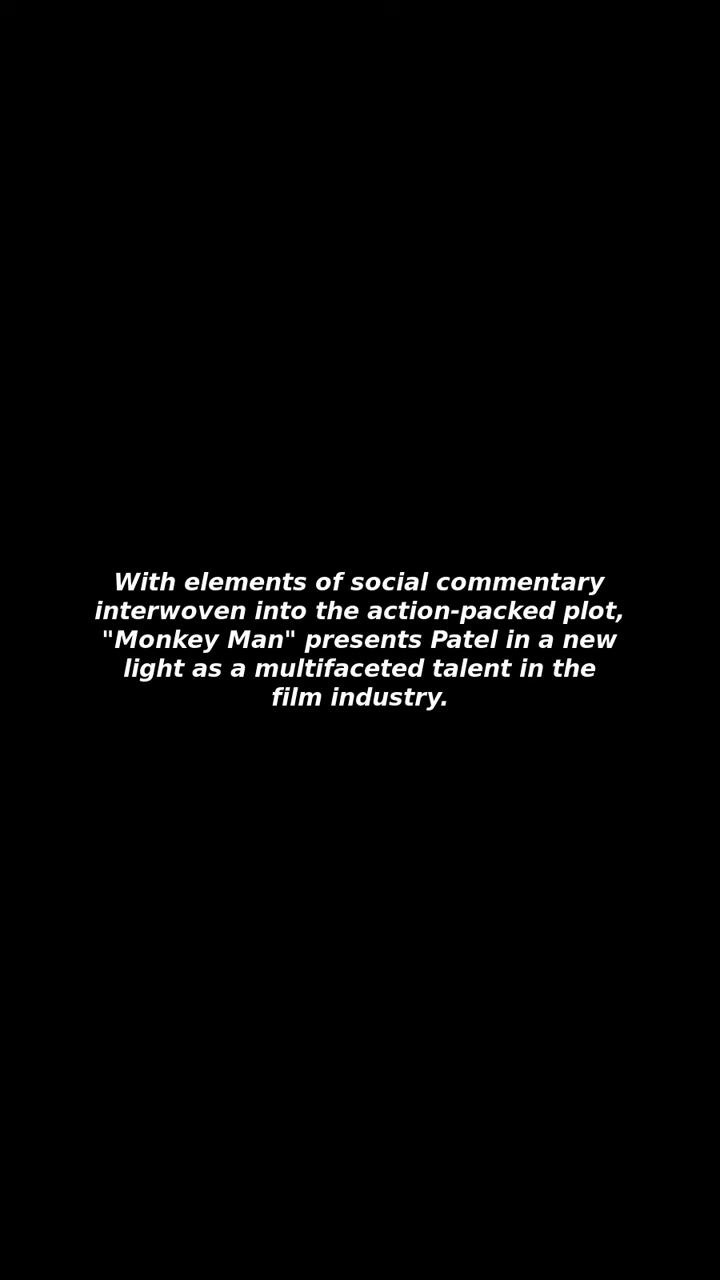 With elements of social commentary
interwoven into the action-packed plot,
"Monkey Man" presents Patel in a new
light as a multifaceted talent in the
film industry.